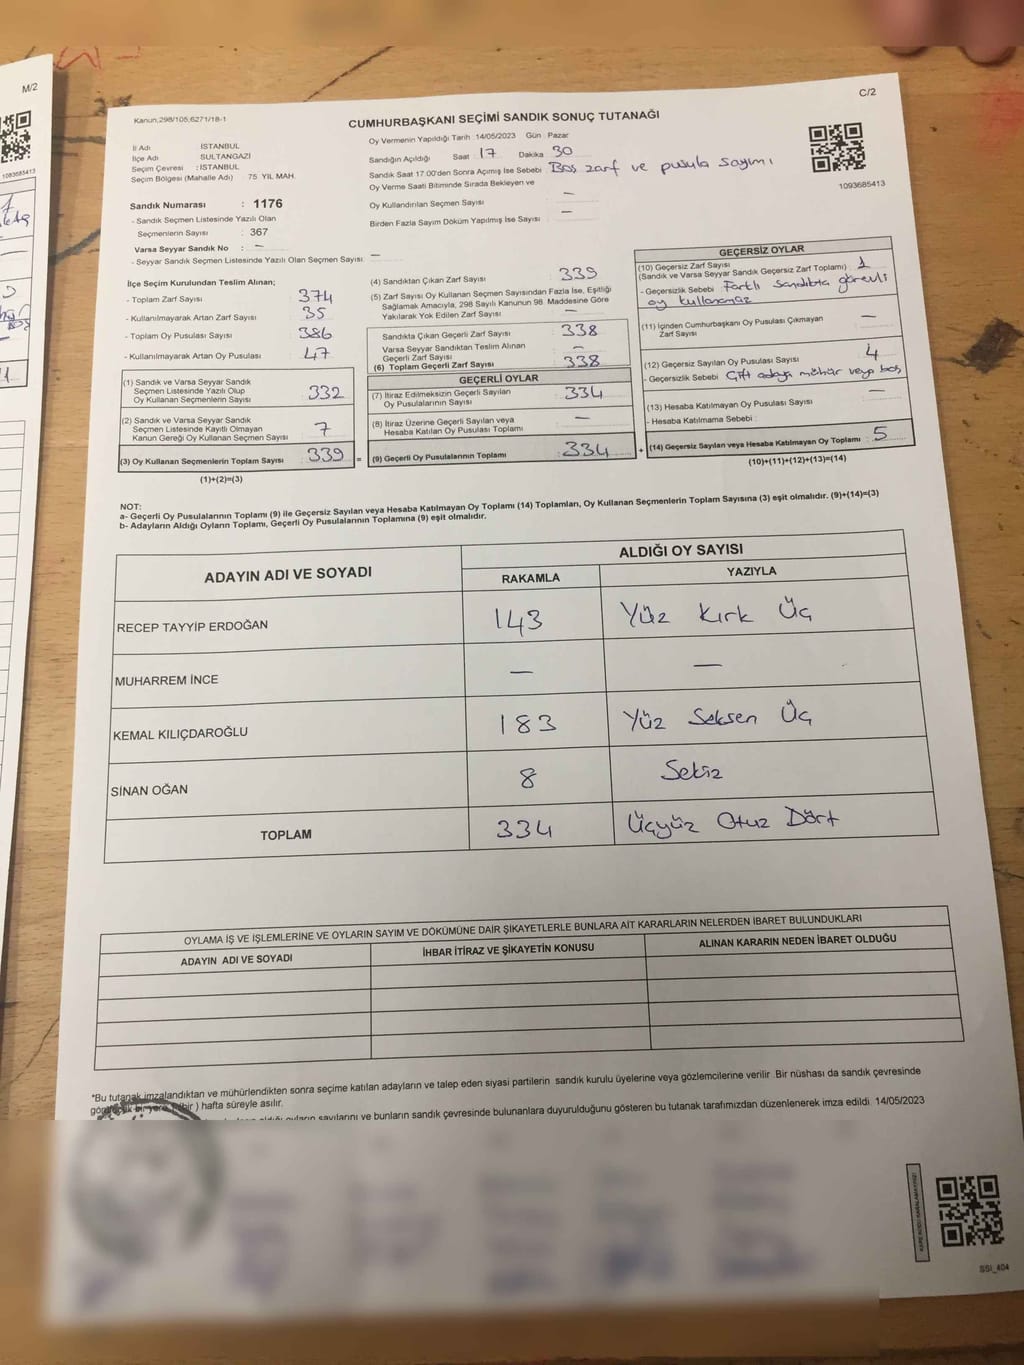 M/2
1093685413
C/2
Kanun,298/105,6271/18-1
CUMHURBAŞKANI SEÇİMİ SANDIK SONUÇ TUTANAĞI
İl Adı İSTANBUL
İlçe Adı SULTANGAZİ
Seçim Çevresi : İSTANBUL
Seçim Bölgesi (Mahalle Adı) 75 YIL MAH.
Oy Vermenin Yapıldığı Tarih 14/05/2023 Gün : Pazar
Sandığın Açıldığı Saat 17 Dakika 30
Sandık Saat 17:00'den Sonra Açımış İse Sebebi Boş zarf ve pusula sayımı
Oy Verme Saati Bitiminde Sırada Bekleyen ve
Oy Kullandırılan Seçmen Sayısı —
Birden Fazla Sayım Döküm Yapılmış İse Sayısı —
1093685413
Sandık Numarası : 1176
- Sandık Seçmen Listesinde Yazılı Olan
Seçmenlerin Sayısı : 367
Varsa Seyyar Sandık No : —
- Seyyar Sandık Seçmen Listesinde Yazılı Olan Seçmen Sayısı: —
İlçe Seçim Kurulundan Teslim Alınan;
- Toplam Zarf Sayısı 374
- Kullanılmayarak Artan Zarf Sayısı 35
- Toplam Oy Pusulası Sayısı 386
- Kullanılmayarak Artan Oy Pusulası 47
(1) Sandık ve Varsa Seyyar Sandık
Seçmen Listesinde Yazılı Olup
Oy Kullanan Seçmenlerin Sayısı 332
(2) Sandık ve Varsa Seyyar Sandık
Seçmen Listesinde Kayıtlı Olmayan
Kanun Gereği Oy Kullanan Seçmen Sayısı 7
(3) Oy Kullanan Seçmenlerin Toplam Sayısı 339 =
(1)+(2)=(3)
(4) Sandıktan Çıkan Zarf Sayısı 339
(5) Zarf Sayısı Oy Kullanan Seçmen Sayısından Fazla İse, Eşitliği
Sağlamak Amacıyla, 298 Sayılı Kanunun 98. Maddesine Göre
Yakılarak Yok Edilen Zarf Sayısı —
Sandıkta Çıkan Geçerli Zarf Sayısı 338
Varsa Seyyar Sandıktan Teslim Alınan
Geçerli Zarf Sayısı —
(6) Toplam Geçerli Zarf Sayısı 338
GEÇERLİ OYLAR
(7) İtiraz Edilmeksizin Geçerli Sayılan
Oy Pusulalarının Sayısı 334
(8) İtiraz Üzerine Geçerli Sayılan veya
Hesaba Katılan Oy Pusulası Toplamı —
(9) Geçerli Oy Pusulalarının Toplamı 334 +
GEÇERSİZ OYLAR
(10) Geçersiz Zarf Sayısı
(Sandık ve Varsa Seyyar Sandık Geçersiz Zarf Toplamı) 1
- Geçersizlik Sebebi Farklı sandıkta görevli
oy kullanamaz
(11) İçinden Cumhurbaşkanı Oy Pusulası Çıkmayan
Zarf Sayısı —
(12) Geçersiz Sayılan Oy Pusulası Sayısı 4
- Geçersizlik Sebebi Çift adaya mühür veya boş
(13) Hesaba Katılmayan Oy Pusulası Sayısı —
- Hesaba Katılmama Sebebi :
(14) Geçersiz Sayılan veya Hesaba Katılmayan Oy Toplamı : 5
(10)+(11)+(12)+(13)=(14)
NOT:
a- Geçerli Oy Pusulalarının Toplamı (9) ile Geçersiz Sayılan veya Hesaba Katılmayan Oy Toplamı (14) Toplamları, Oy Kullanan Seçmenlerin Toplam Sayısına (3) eşit olmalıdır. (9)+(14)=(3)
b- Adayların Aldığı Oyların Toplamı, Geçerli Oy Pusulalarının Toplamına (9) eşit olmalıdır.
ADAYIN ADI VE SOYADI
ALDIĞI OY SAYISI
RAKAMLA YAZIYLA
RECEP TAYYİP ERDOĞAN 143 Yüz Kırk Üç
MUHARREM İNCE — —
KEMAL KILIÇDAROĞLU 183 Yüz Seksen Üç
SİNAN OĞAN 8 Sekiz
TOPLAM 334 Üçyüz Otuz Dört
OYLAMA İŞ VE İŞLEMLERİNE VE OYLARIN SAYIM VE DÖKÜMÜNE DAİR ŞİKAYETLERLE BUNLARA AİT KARARLARIN NELERDEN İBARET BULUNDUKLARI
ADAYIN ADI VE SOYADI İHBAR İTİRAZ VE ŞİKAYETİN KONUSU ALINAN KARARIN NEDEN İBARET OLDUĞU
*Bu tutanak imzalandıktan ve mühürlendikten sonra seçime katılan adayların ve talep eden siyasi partilerin sandık kurulu üyelerine veya gözlemcilerine verilir. Bir nüshası da sandık çevresinde
bir yere (bir) hafta süreyle asılır.
oyların sayılarını ve bunların sandık çevresinde bulunanlara duyurulduğunu gösteren bu tutanak tarafımızdan düzenlenerek imza edildi. 14/05/2023
SSI_404